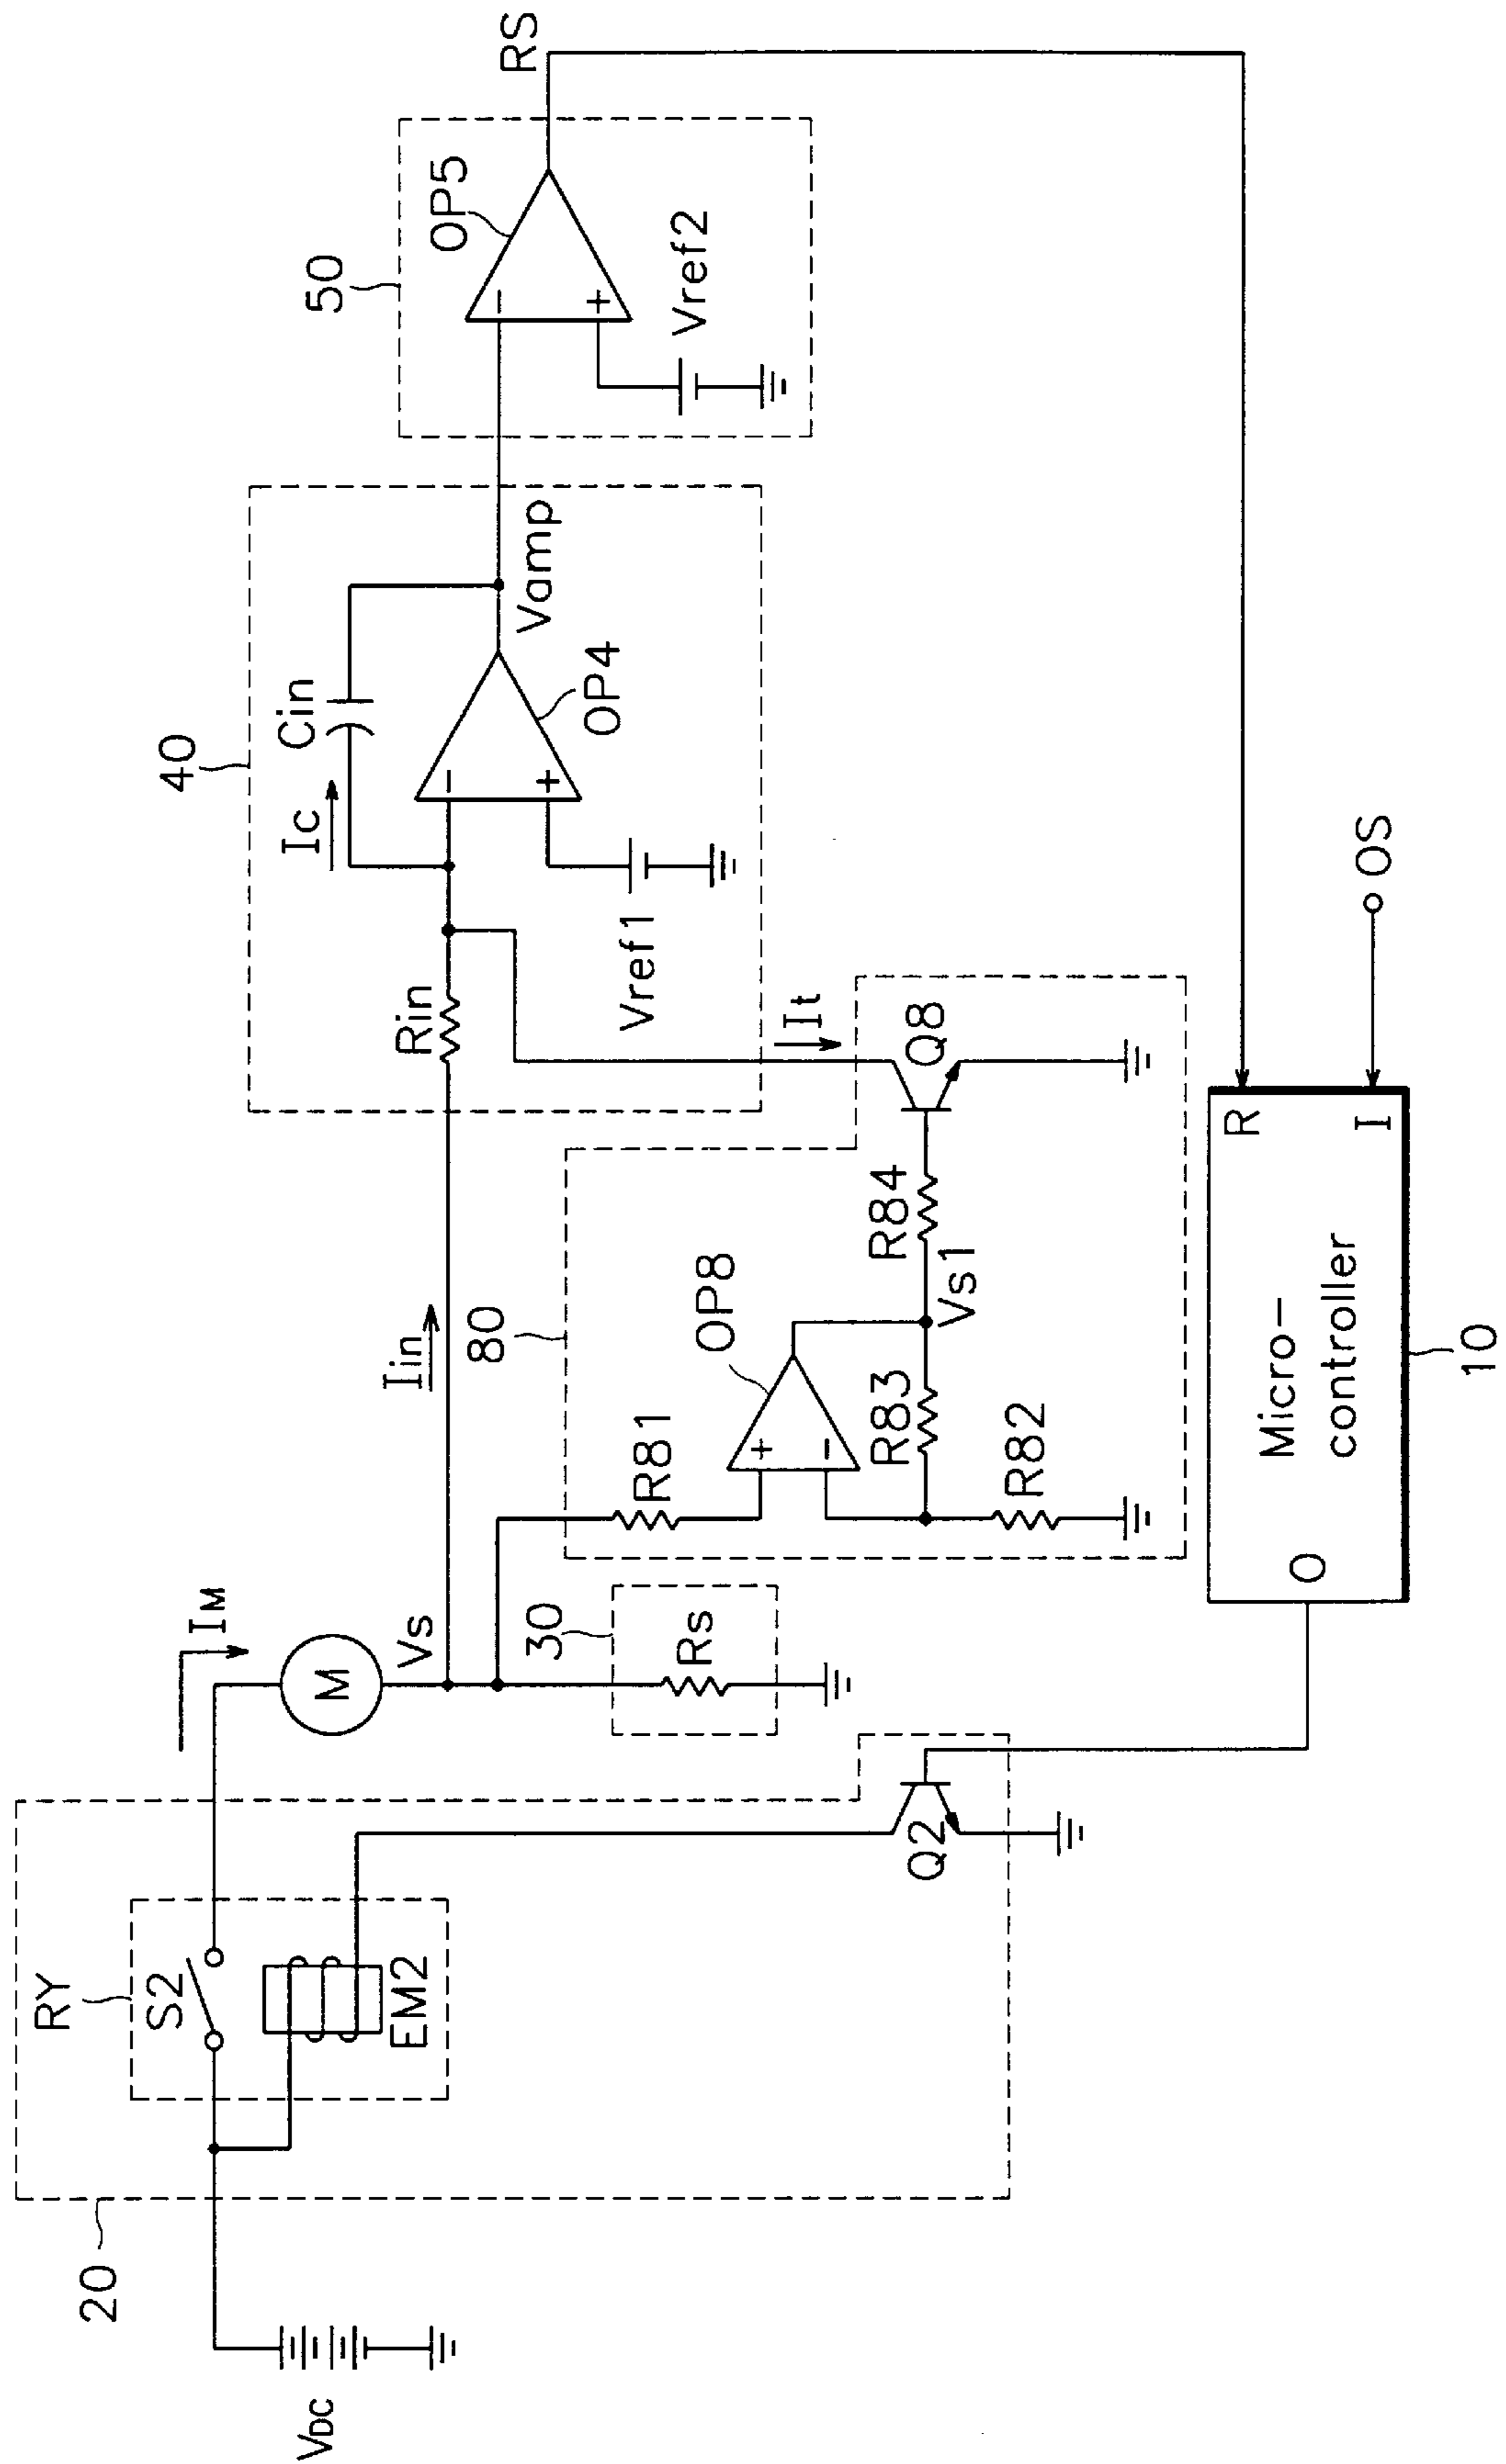 20
RY
S2
EM2
VDC
Q2
IM
M
Vs
30
Rs
Iin
80
R81
OP8
+
−
R83
R82
Vs1
R84
Q8
It
40
Rin
Ic
Cin
−
+
OP4
Vref1
Vamp
50
OP5
−
+
Vref2
RS
O
Micro-
controller
R
I
OS
10